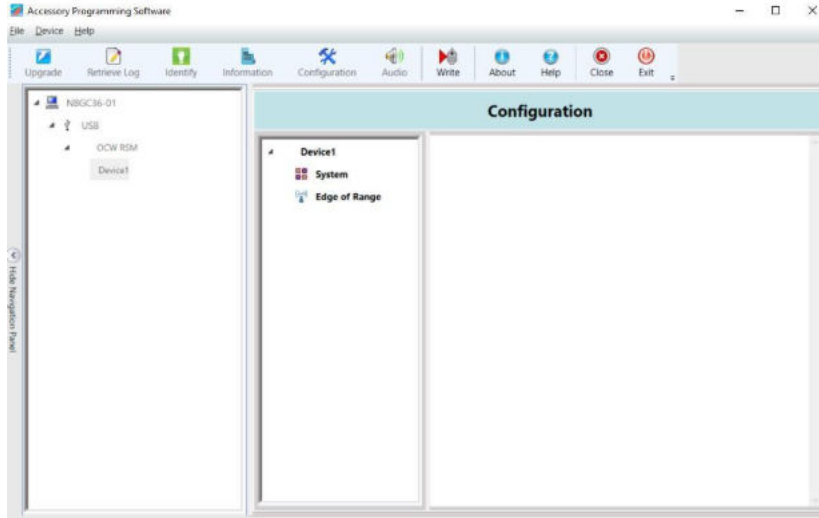 Accessory Programming Software
File Device Help
Upgrade Retrieve Log Identify Information Configuration Audio Write About Help Close Exit
NBGC36-01
USB
OCW RSM
Device1
Configuration
Device1
System
Edge of Range
Hide Navigation Panel